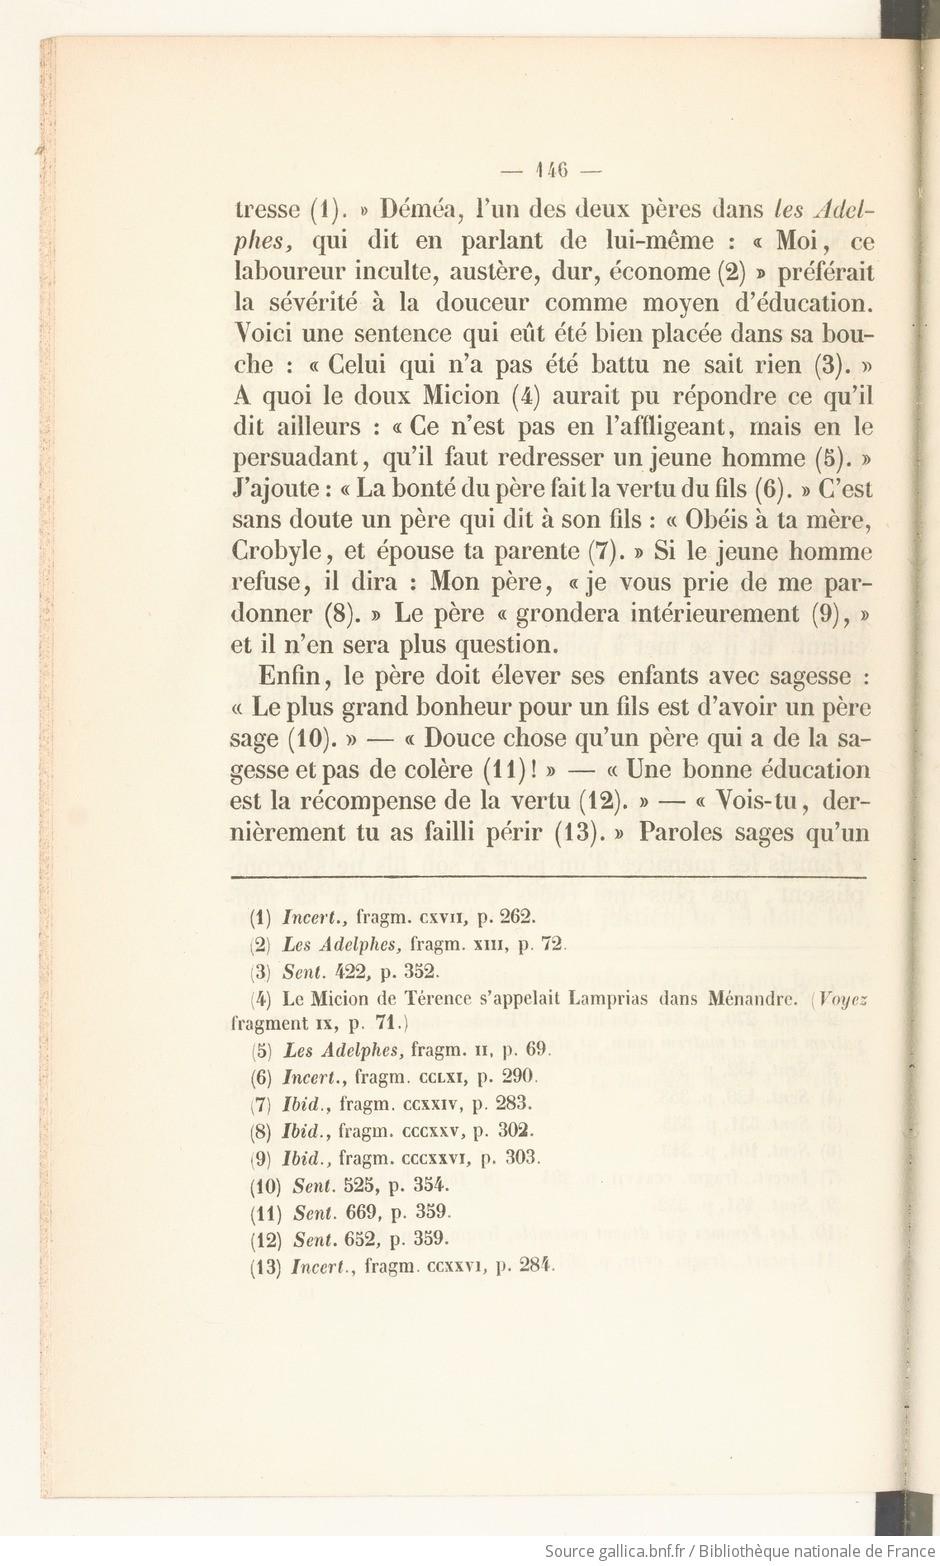 — 146 —
tresse (1). » Déméa, l'un des deux pères dans les Adel-
phes, qui dit en parlant de lui-même : « Moi, ce
laboureur inculte, austère, dur, économe (2) » préférait
la sévérité à la douceur comme moyen d'éducation.
Voici une sentence qui eût été bien placée dans sa bou-
che : « Celui qui n'a pas été battu ne sait rien (3). »
A quoi le doux Micion (4) aurait pu répondre ce qu'il
dit ailleurs : « Ce n'est pas en l'affligeant, mais en le
persuadant, qu'il faut redresser un jeune homme (5). »
J'ajoute : « La bonté du père fait la vertu du fils (6). » C'est
sans doute un père qui dit à son fils : « Obéis à ta mère,
Crobyle, et épouse ta parente (7). » Si le jeune homme
refuse, il dira : Mon père, « je vous prie de me par-
donner (8). » Le père « grondera intérieurement (9), »
et il n'en sera plus question.
Enfin, le père doit élever ses enfants avec sagesse :
« Le plus grand bonheur pour un fils est d'avoir un père
sage (10). » — « Douce chose qu'un père qui a de la sa-
gesse et pas de colère (11)! » — « Une bonne éducation
est la récompense de la vertu (12). » — « Vois-tu, der-
nièrement tu as failli périr (13). » Paroles sages qu'un
(1) Incert., fragm. CXVII, p. 262.
(2) Les Adelphes, fragm. XIII, p. 72.
(3) Sent. 422, p. 352.
(4) Le Micion de Térence s'appelait Lamprias dans Ménandre. (Voyez
fragment IX, p. 71.)
(5) Les Adelphes, fragm. II, p. 69.
(6) Incert., fragm. CCLXI, p. 290.
(7) Ibid., fragm. CCXXIV, p. 283.
(8) Ibid., fragm. CCCXXV, p. 302.
(9) Ibid., fragm. CCCXXVI, p. 303.
(10) Sent. 525, p. 354.
(11) Sent. 669, p. 359.
(12) Sent. 652, p. 359.
(13) Incert., fragm. CCXXVI, p. 284.
Source gallica.bnf.fr / Bibliothèque nationale de France